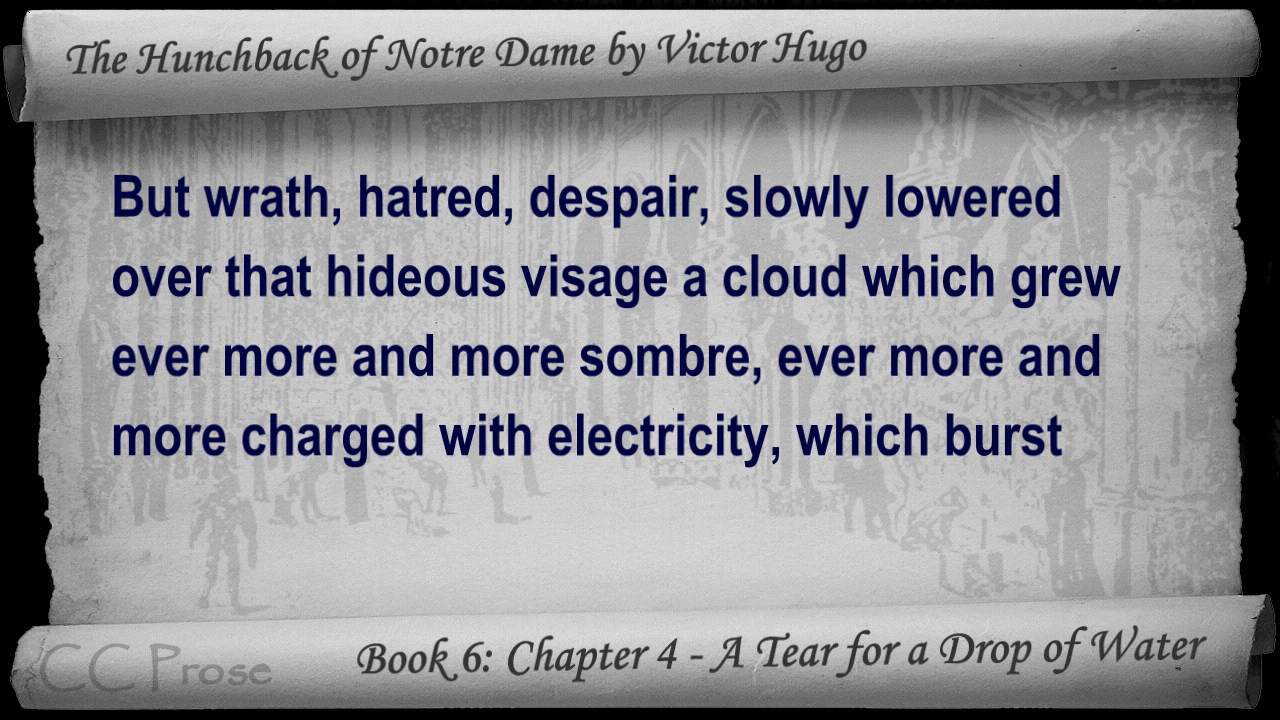 The Hunchback of Notre Dame by Victor Hugo
But wrath, hatred, despair, slowly lowered
over that hideous visage a cloud which grew
ever more and more sombre, ever more and
more charged with electricity, which burst
CC Prose
Book 6: Chapter 4 - A Tear for a Drop of Water